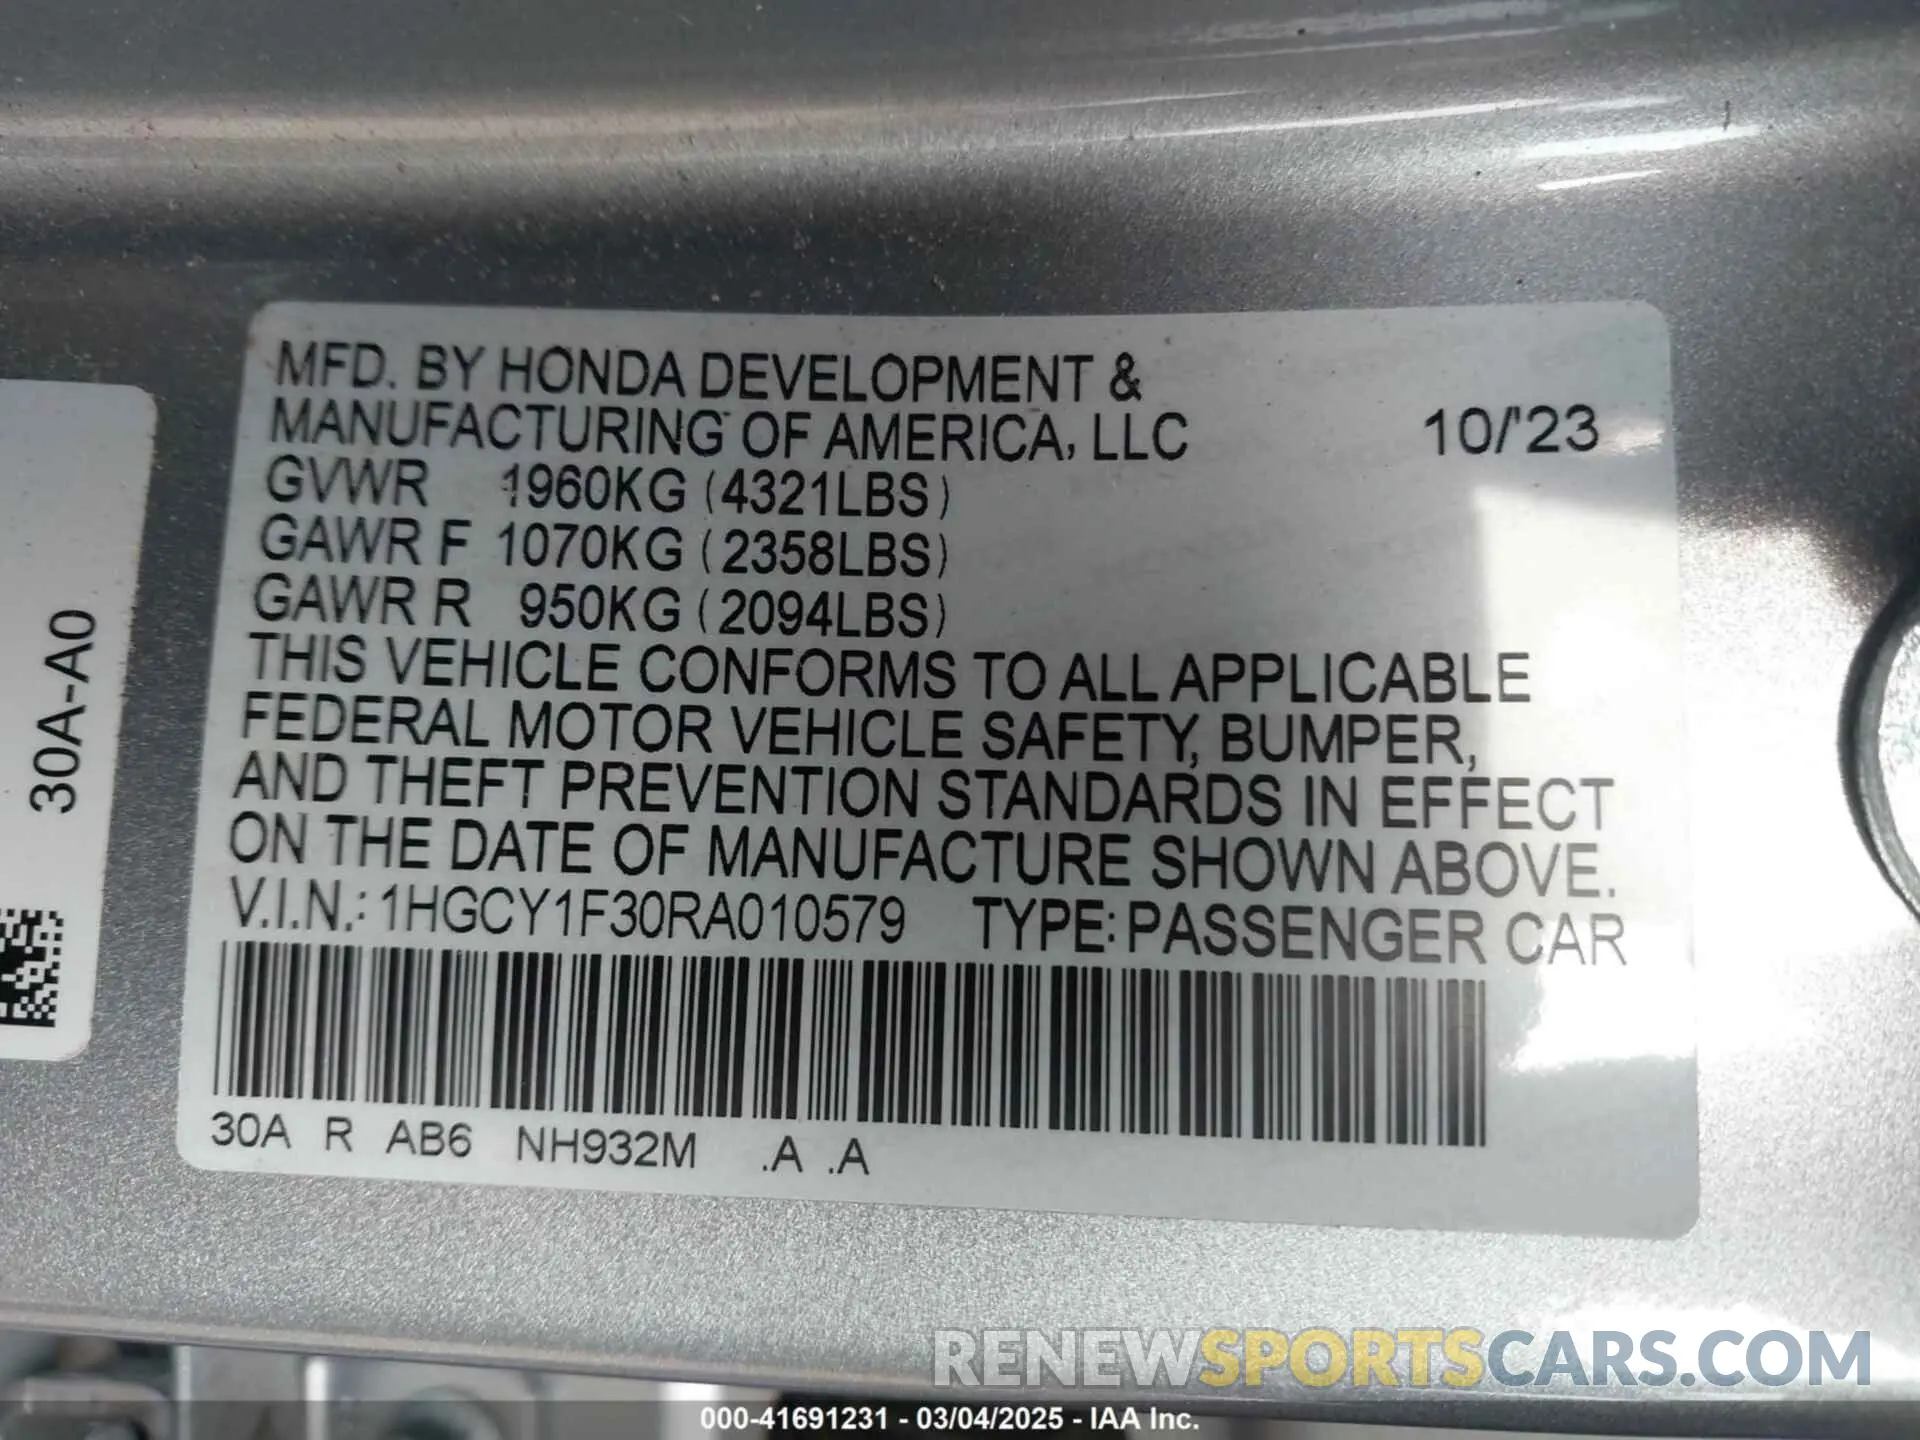 MFD. BY HONDA DEVELOPMENT &
MANUFACTURING OF AMERICA, LLC 10/'23
GVWR 1960KG (4321LBS)
GAWR F 1070KG (2358LBS)
GAWR R 950KG (2094LBS)
THIS VEHICLE CONFORMS TO ALL APPLICABLE
FEDERAL MOTOR VEHICLE SAFETY, BUMPER,
AND THEFT PREVENTION STANDARDS IN EFFECT
ON THE DATE OF MANUFACTURE SHOWN ABOVE.
V.I.N.: 1HGCY1F30RA010579 TYPE: PASSENGER CAR
30A R AB6 NH932M .A .A
30A-A0
RENEWSPORTSCARS.COM
000-41691231 - 03/04/2025 - IAA Inc.